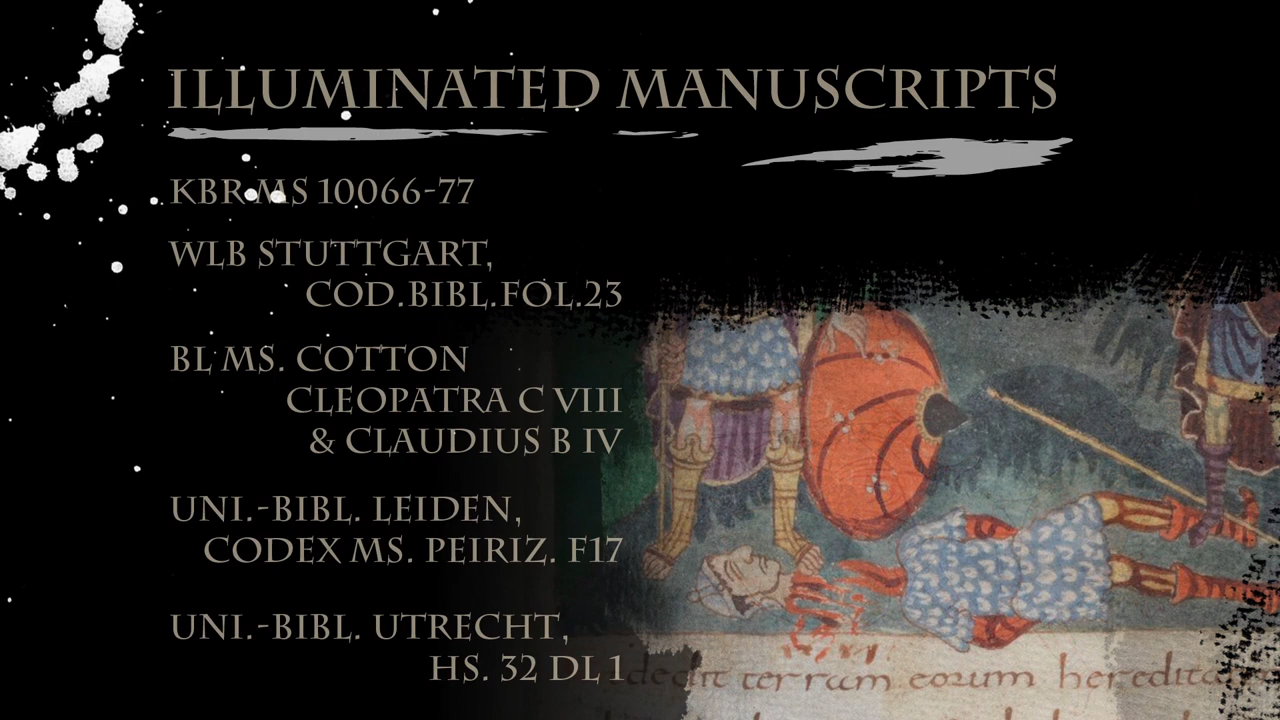 ILLUMINATED MANUSCRIPTS
KBR MS 10066-77
WLB STUTTGART,
COD.BIBL.FOL.23
BL MS. COTTON
CLEOPATRA C VIII
& CLAUDIUS B IV
UNI.-BIBL. LEIDEN,
CODEX MS. PEIRIZ. F17
UNI.-BIBL. UTRECHT,
HS. 32 DL 1
dedit terram eorum heredita